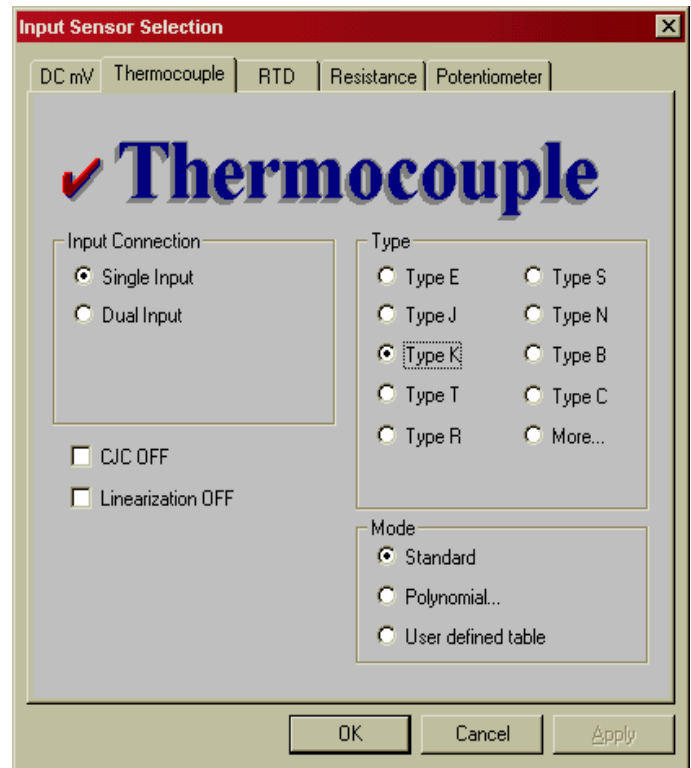 Input Sensor Selection
DC mV Thermocouple RTD Resistance Potentiometer
Thermocouple
Input Connection
Single Input
Dual Input
CJC OFF
Linearization OFF
Type
Type E Type S
Type J Type N
Type K Type B
Type T Type C
Type R More...
Mode
Standard
Polynomial...
User defined table
OK Cancel Apply